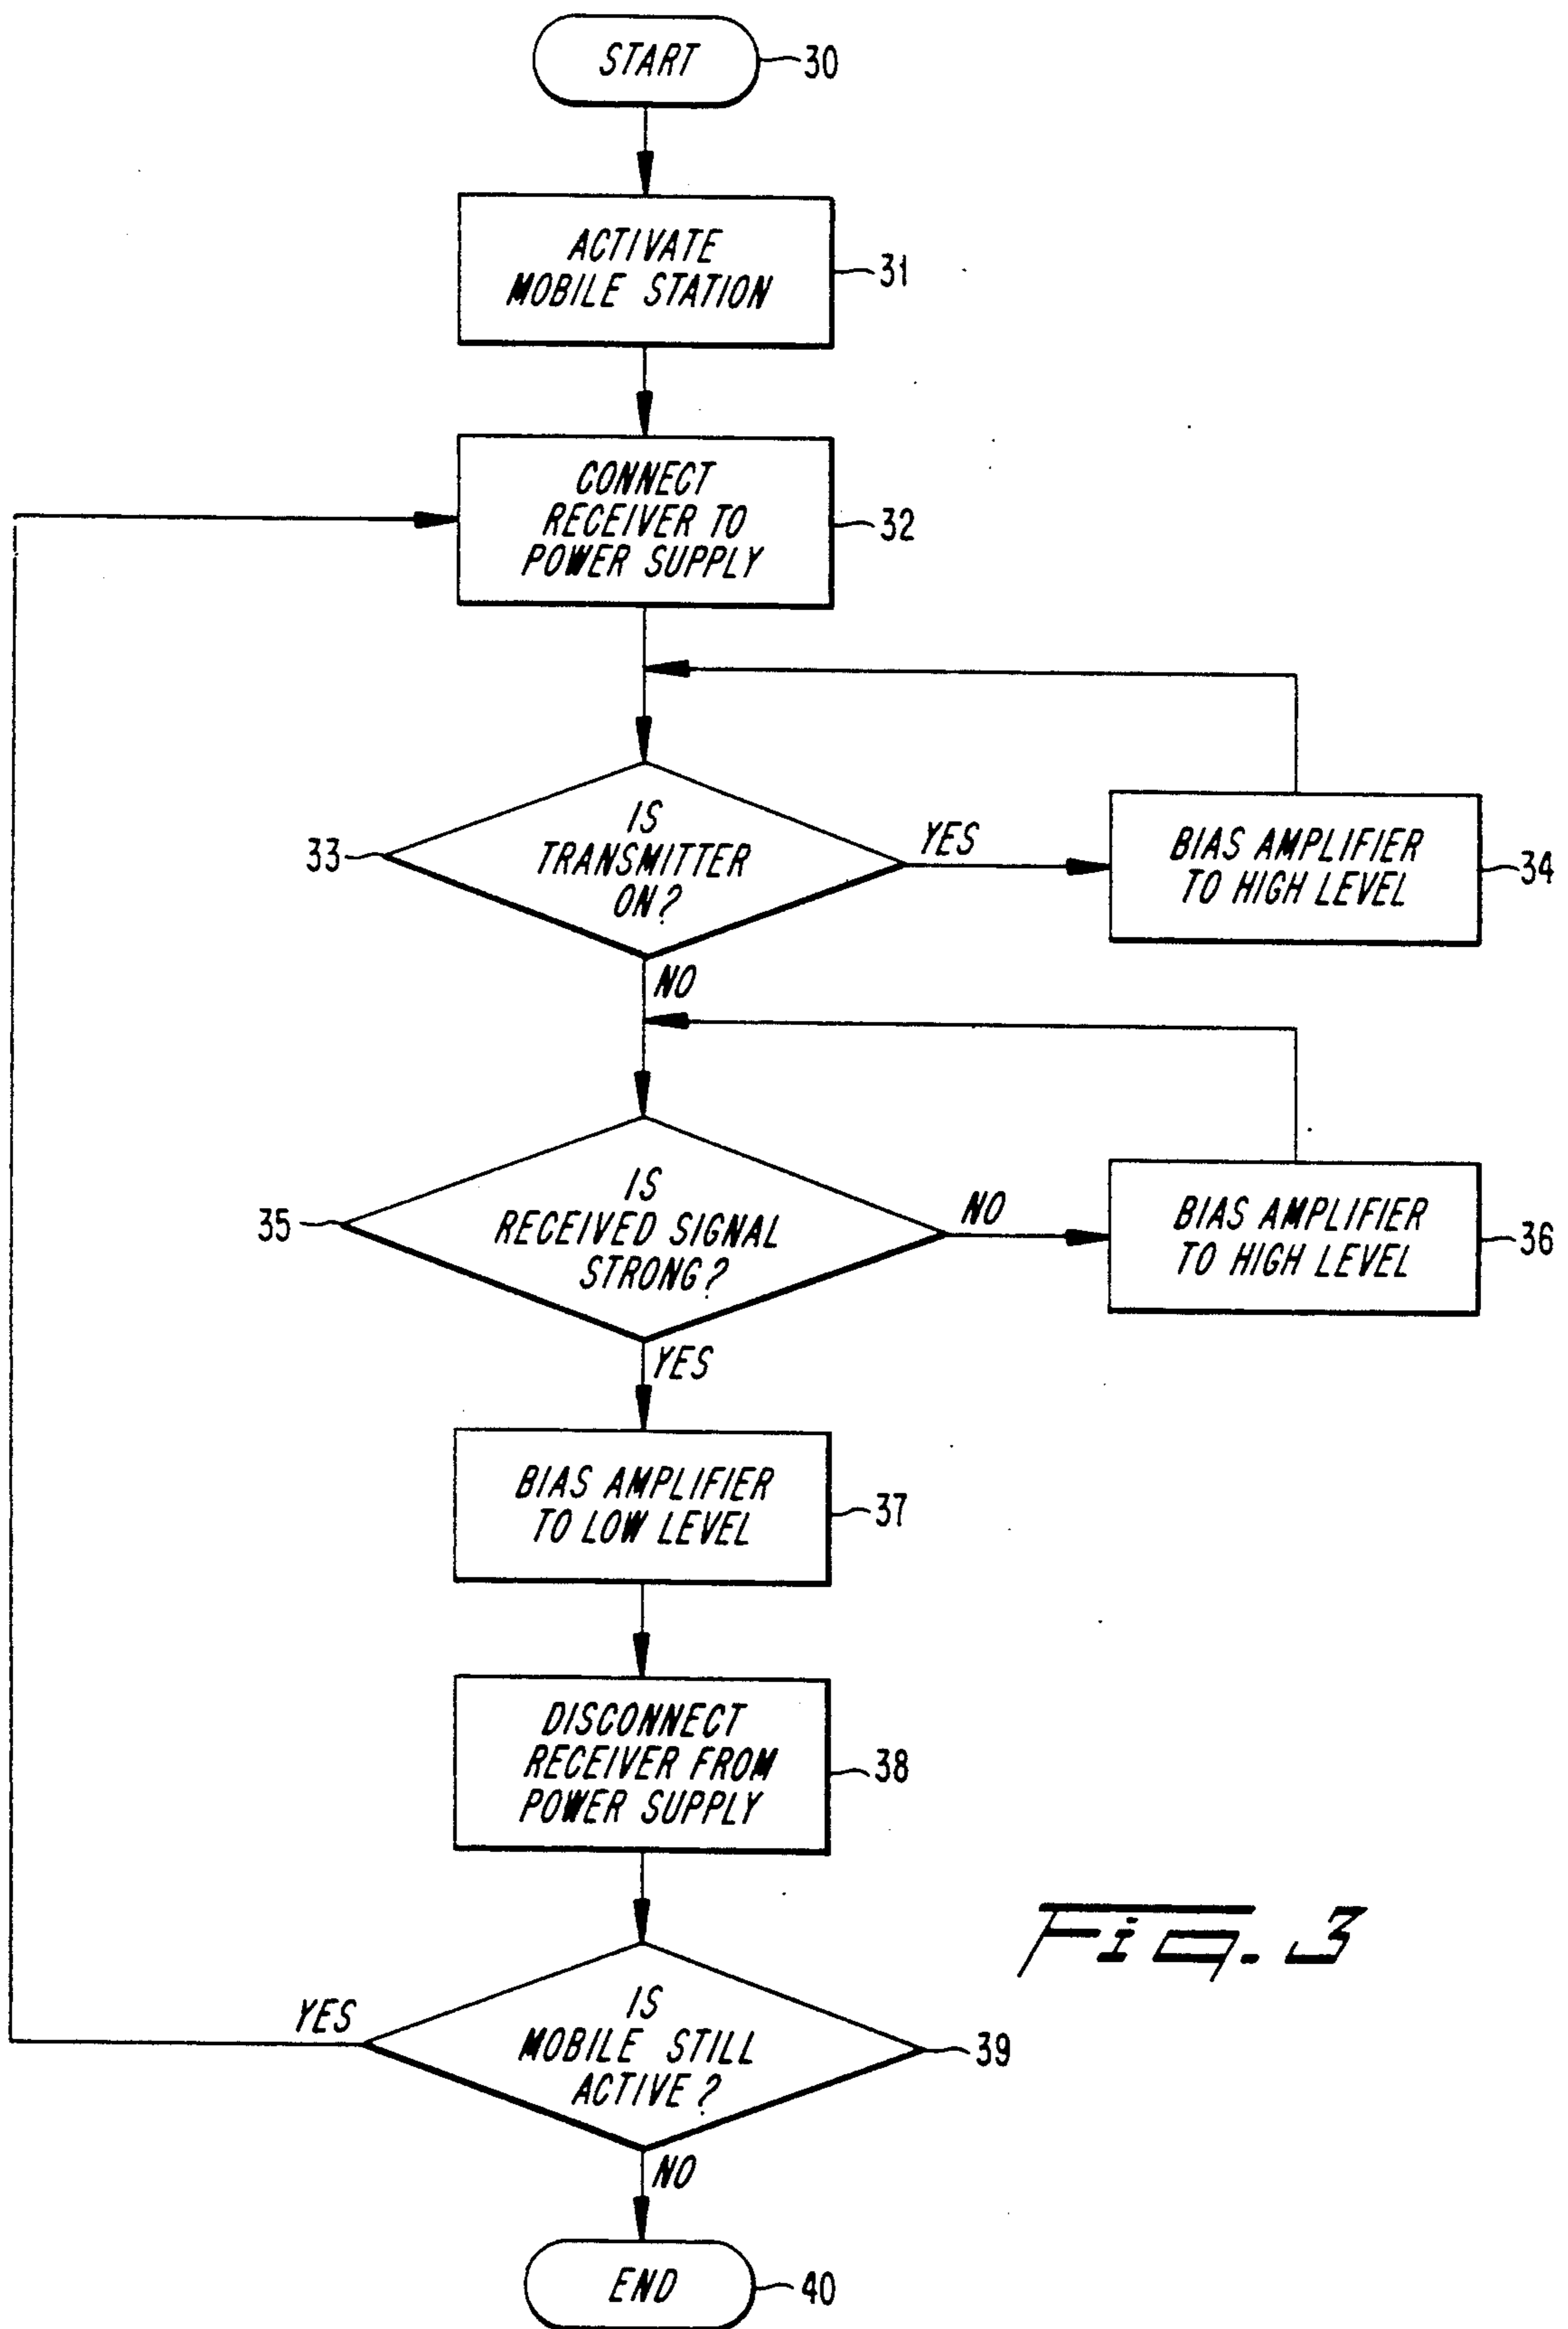 START
30
ACTIVATE
MOBILE STATION
31
CONNECT
RECEIVER TO
POWER SUPPLY
32
IS
TRANSMITTER
ON?
33
YES
BIAS AMPLIFIER
TO HIGH LEVEL
34
NO
IS
RECEIVED SIGNAL
STRONG?
35
NO
BIAS AMPLIFIER
TO HIGH LEVEL
36
YES
BIAS AMPLIFIER
TO LOW LEVEL
37
DISCONNECT
RECEIVER FROM
POWER SUPPLY
38
Fig. 3
YES
IS
MOBILE STILL
ACTIVE?
39
NO
END
40